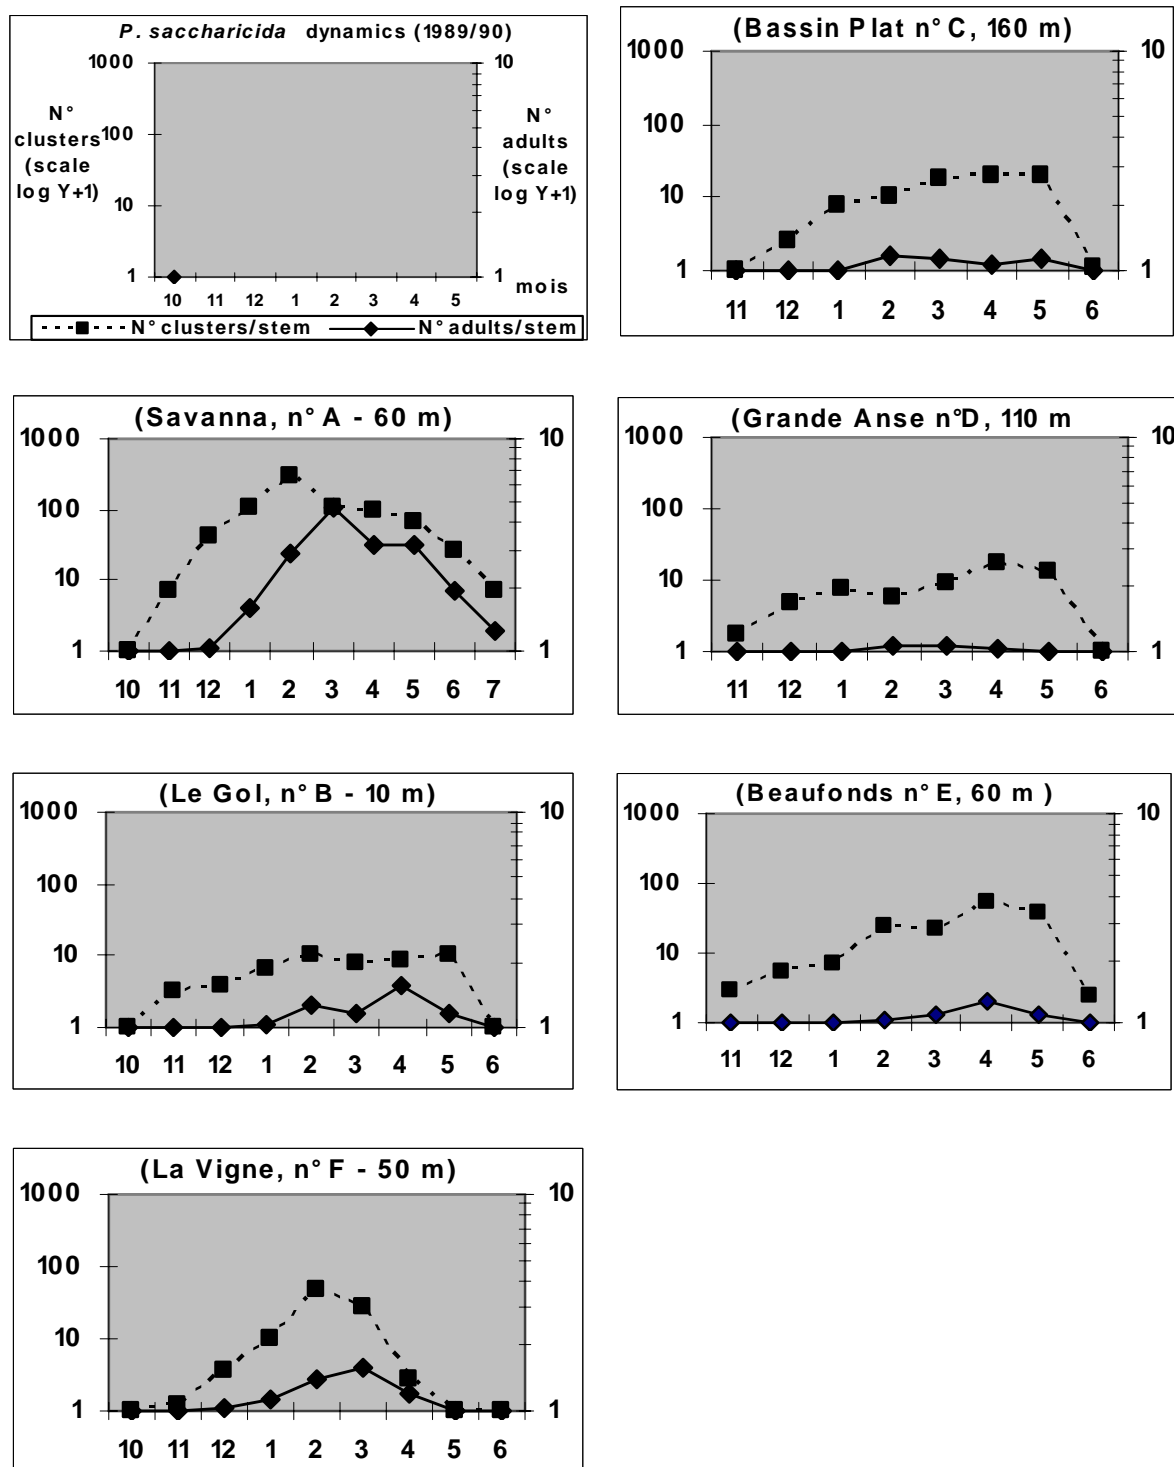 P. saccharicida dynamics (1989/90)
N°
clusters
(scale
log Y+1)
1000
100
10
1
N°
adults
(scale
log Y+1)
10
1
mois
10 11 12 1 2 3 4 5
N° clusters/stem N° adults/stem
(Bassin Plat n° C, 160 m)
1000
100
10
1
10
1
11 12 1 2 3 4 5 6
(Savanna, n° A - 60 m)
1000
100
10
1
10
1
10 11 12 1 2 3 4 5 6 7
(Grande Anse n°D, 110 m
1000
100
10
1
10
1
11 12 1 2 3 4 5 6
(Le Gol, n° B - 10 m)
1000
100
10
1
10
1
10 11 12 1 2 3 4 5 6
(Beaufonds n° E, 60 m )
1000
100
10
1
10
1
11 12 1 2 3 4 5 6
(La Vigne, n° F - 50 m)
1000
100
10
1
10
1
10 11 12 1 2 3 4 5 6